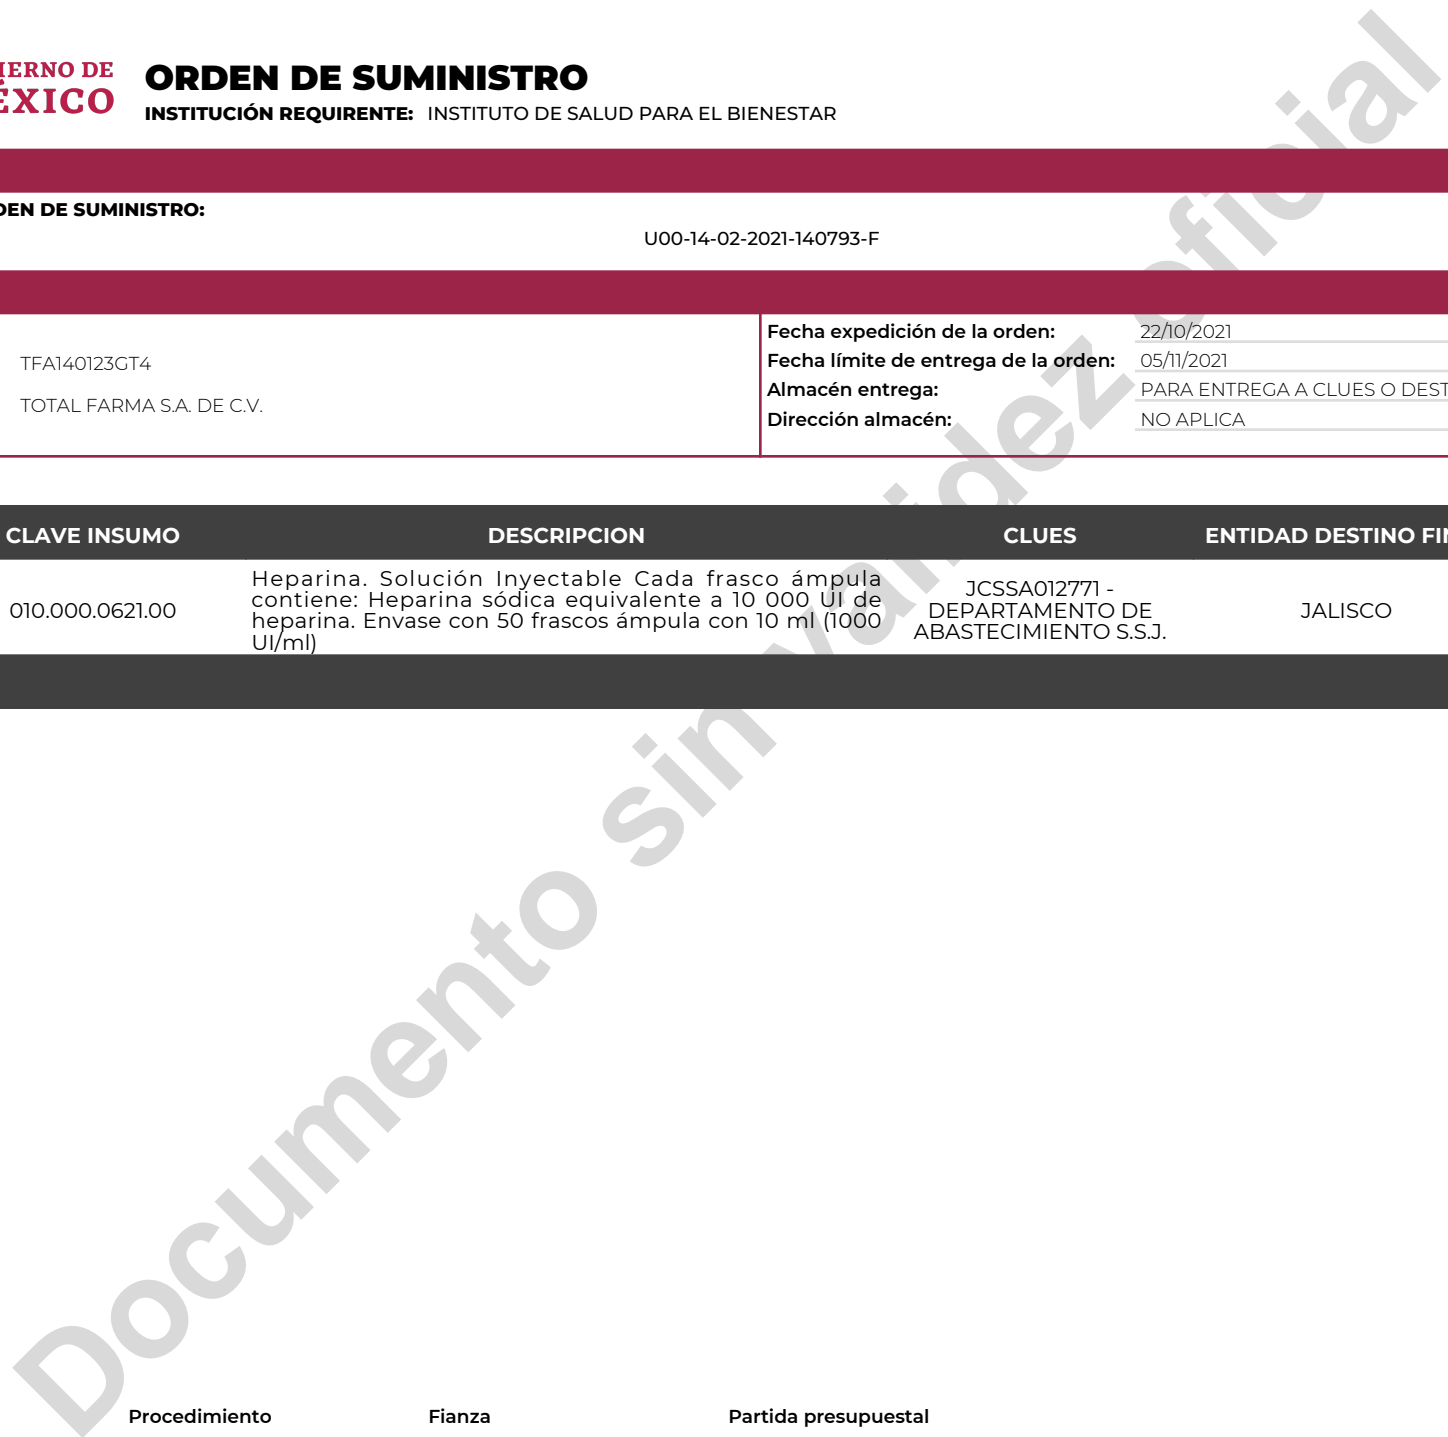 IERNO DE
ÉXICO
ORDEN DE SUMINISTRO
INSTITUCIÓN REQUIRENTE: INSTITUTO DE SALUD PARA EL BIENESTAR
DEN DE SUMINISTRO:
U00-14-02-2021-140793-F
TFA140123GT4
TOTAL FARMA S.A. DE C.V.
Fecha expedición de la orden: 22/10/2021
Fecha límite de entrega de la orden: 05/11/2021
Almacén entrega: PARA ENTREGA A CLUES O DEST
Dirección almacén: NO APLICA
CLAVE INSUMO DESCRIPCION CLUES ENTIDAD DESTINO FIN
010.000.0621.00
Heparina. Solución Inyectable Cada frasco ámpula
contiene: Heparina sódica equivalente a 10 000 UI de
heparina. Envase con 50 frascos ámpula con 10 ml (1000
UI/ml)
JCSSA012771 -
DEPARTAMENTO DE
ABASTECIMIENTO S.S.J.
JALISCO
Documento sin validez oficial
Procedimiento Fianza Partida presupuestal